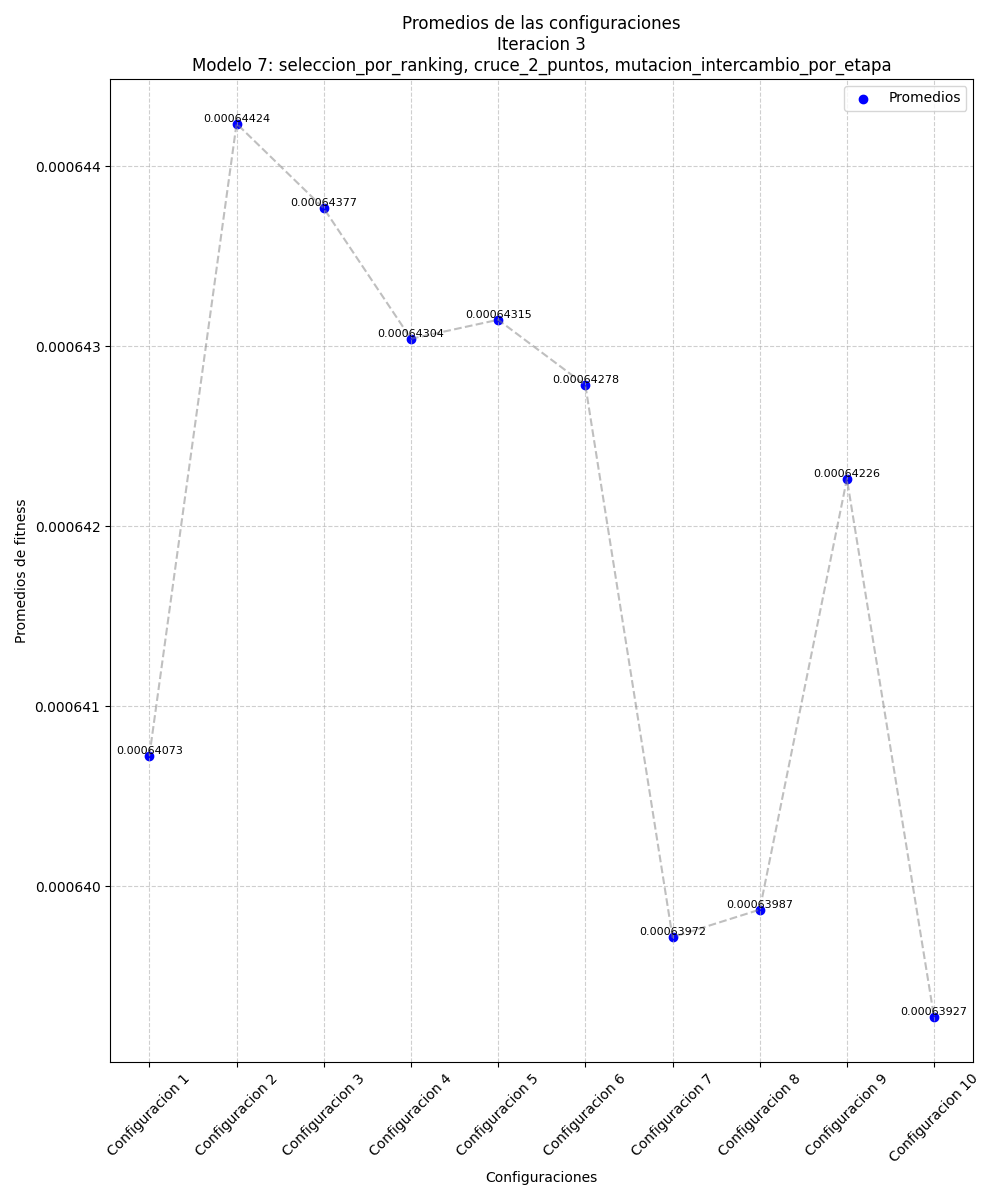 Promedios de las configuraciones
Iteracion 3
Modelo 7: seleccion_por_ranking, cruce_2_puntos, mutacion_intercambio_por_etapa
Promedios
0.00064424
0.00064377
0.00064304
0.00064315
0.00064278
0.00064226
0.00064073
0.00063972
0.00063987
0.00063927
0.000644
0.000643
0.000642
0.000641
0.000640
Promedios de fitness
Configuracion 1
Configuracion 2
Configuracion 3
Configuracion 4
Configuracion 5
Configuracion 6
Configuracion 7
Configuracion 8
Configuracion 9
Configuracion 10
Configuraciones